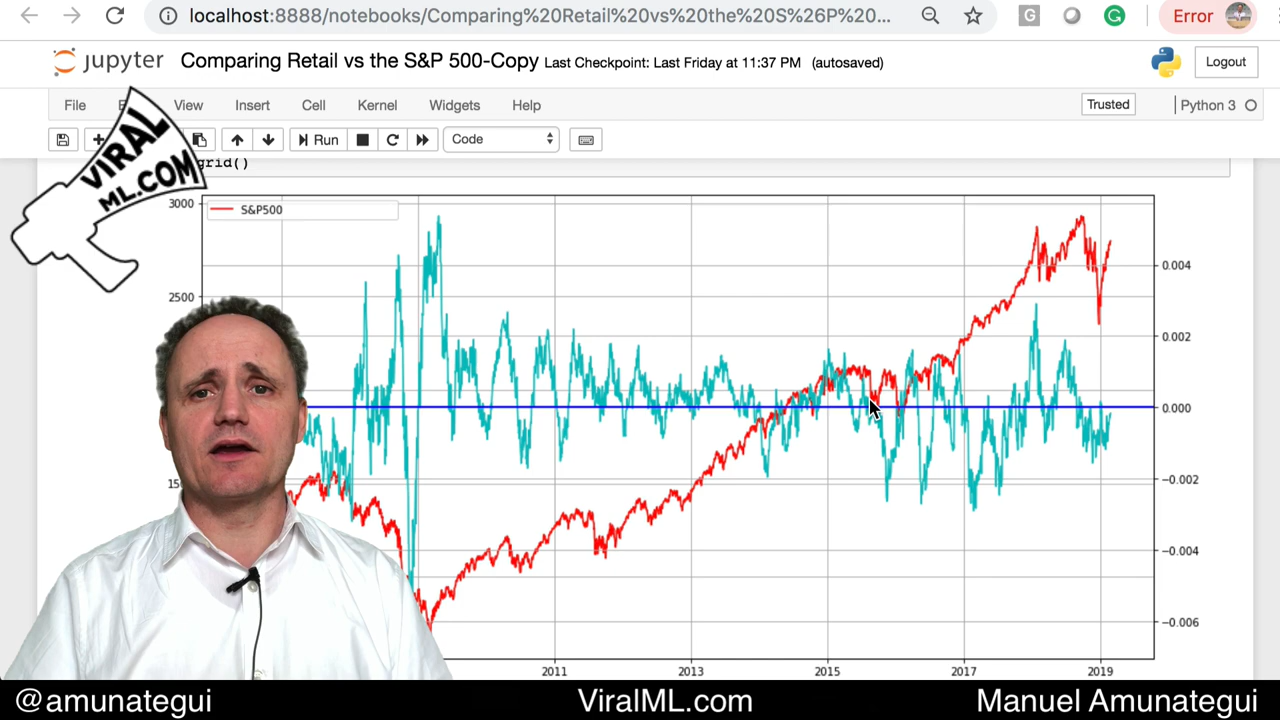 localhost:8888/notebooks/Comparing%20Retail%20vs%20the%20S%26P%20...
G
G
Error
jupyter
Comparing Retail vs the S&P 500-Copy Last Checkpoint: Last Friday at 11:37 PM (autosaved)
Logout
File
View
Insert
Cell
Kernel
Widgets
Help
Trusted
Python 3
Run
Code
VIRAL
ML.COM
grid()
3000
S&P500
0.004
2500
0.002
0.000
−0.002
−0.004
−0.006
2011
2013
2015
2017
2019
@amunategui
ViralML.com
Manuel Amunategui